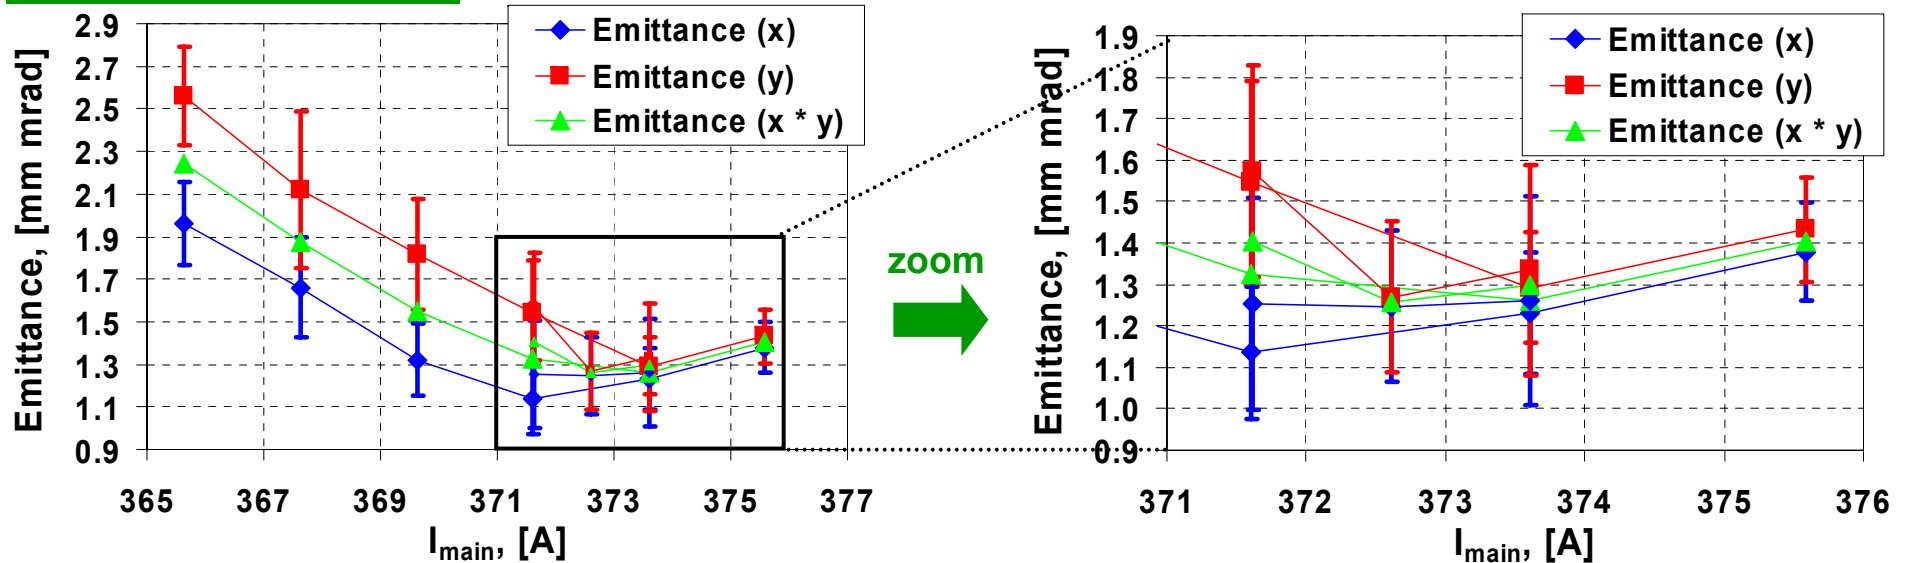 Emittance, [mm mrad]
2.9
2.7
2.5
2.3
2.1
1.9
1.7
1.5
1.3
1.1
0.9
365 367 369 371 373 375 377
I_main, [A]
Emittance (x)
Emittance (y)
Emittance (x * y)
zoom
Emittance, [mm mrad]
1.9
1.8
1.7
1.6
1.5
1.4
1.3
1.2
1.1
1.0
0.9
371 372 373 374 375 376
I_main, [A]
Emittance (x)
Emittance (y)
Emittance (x * y)